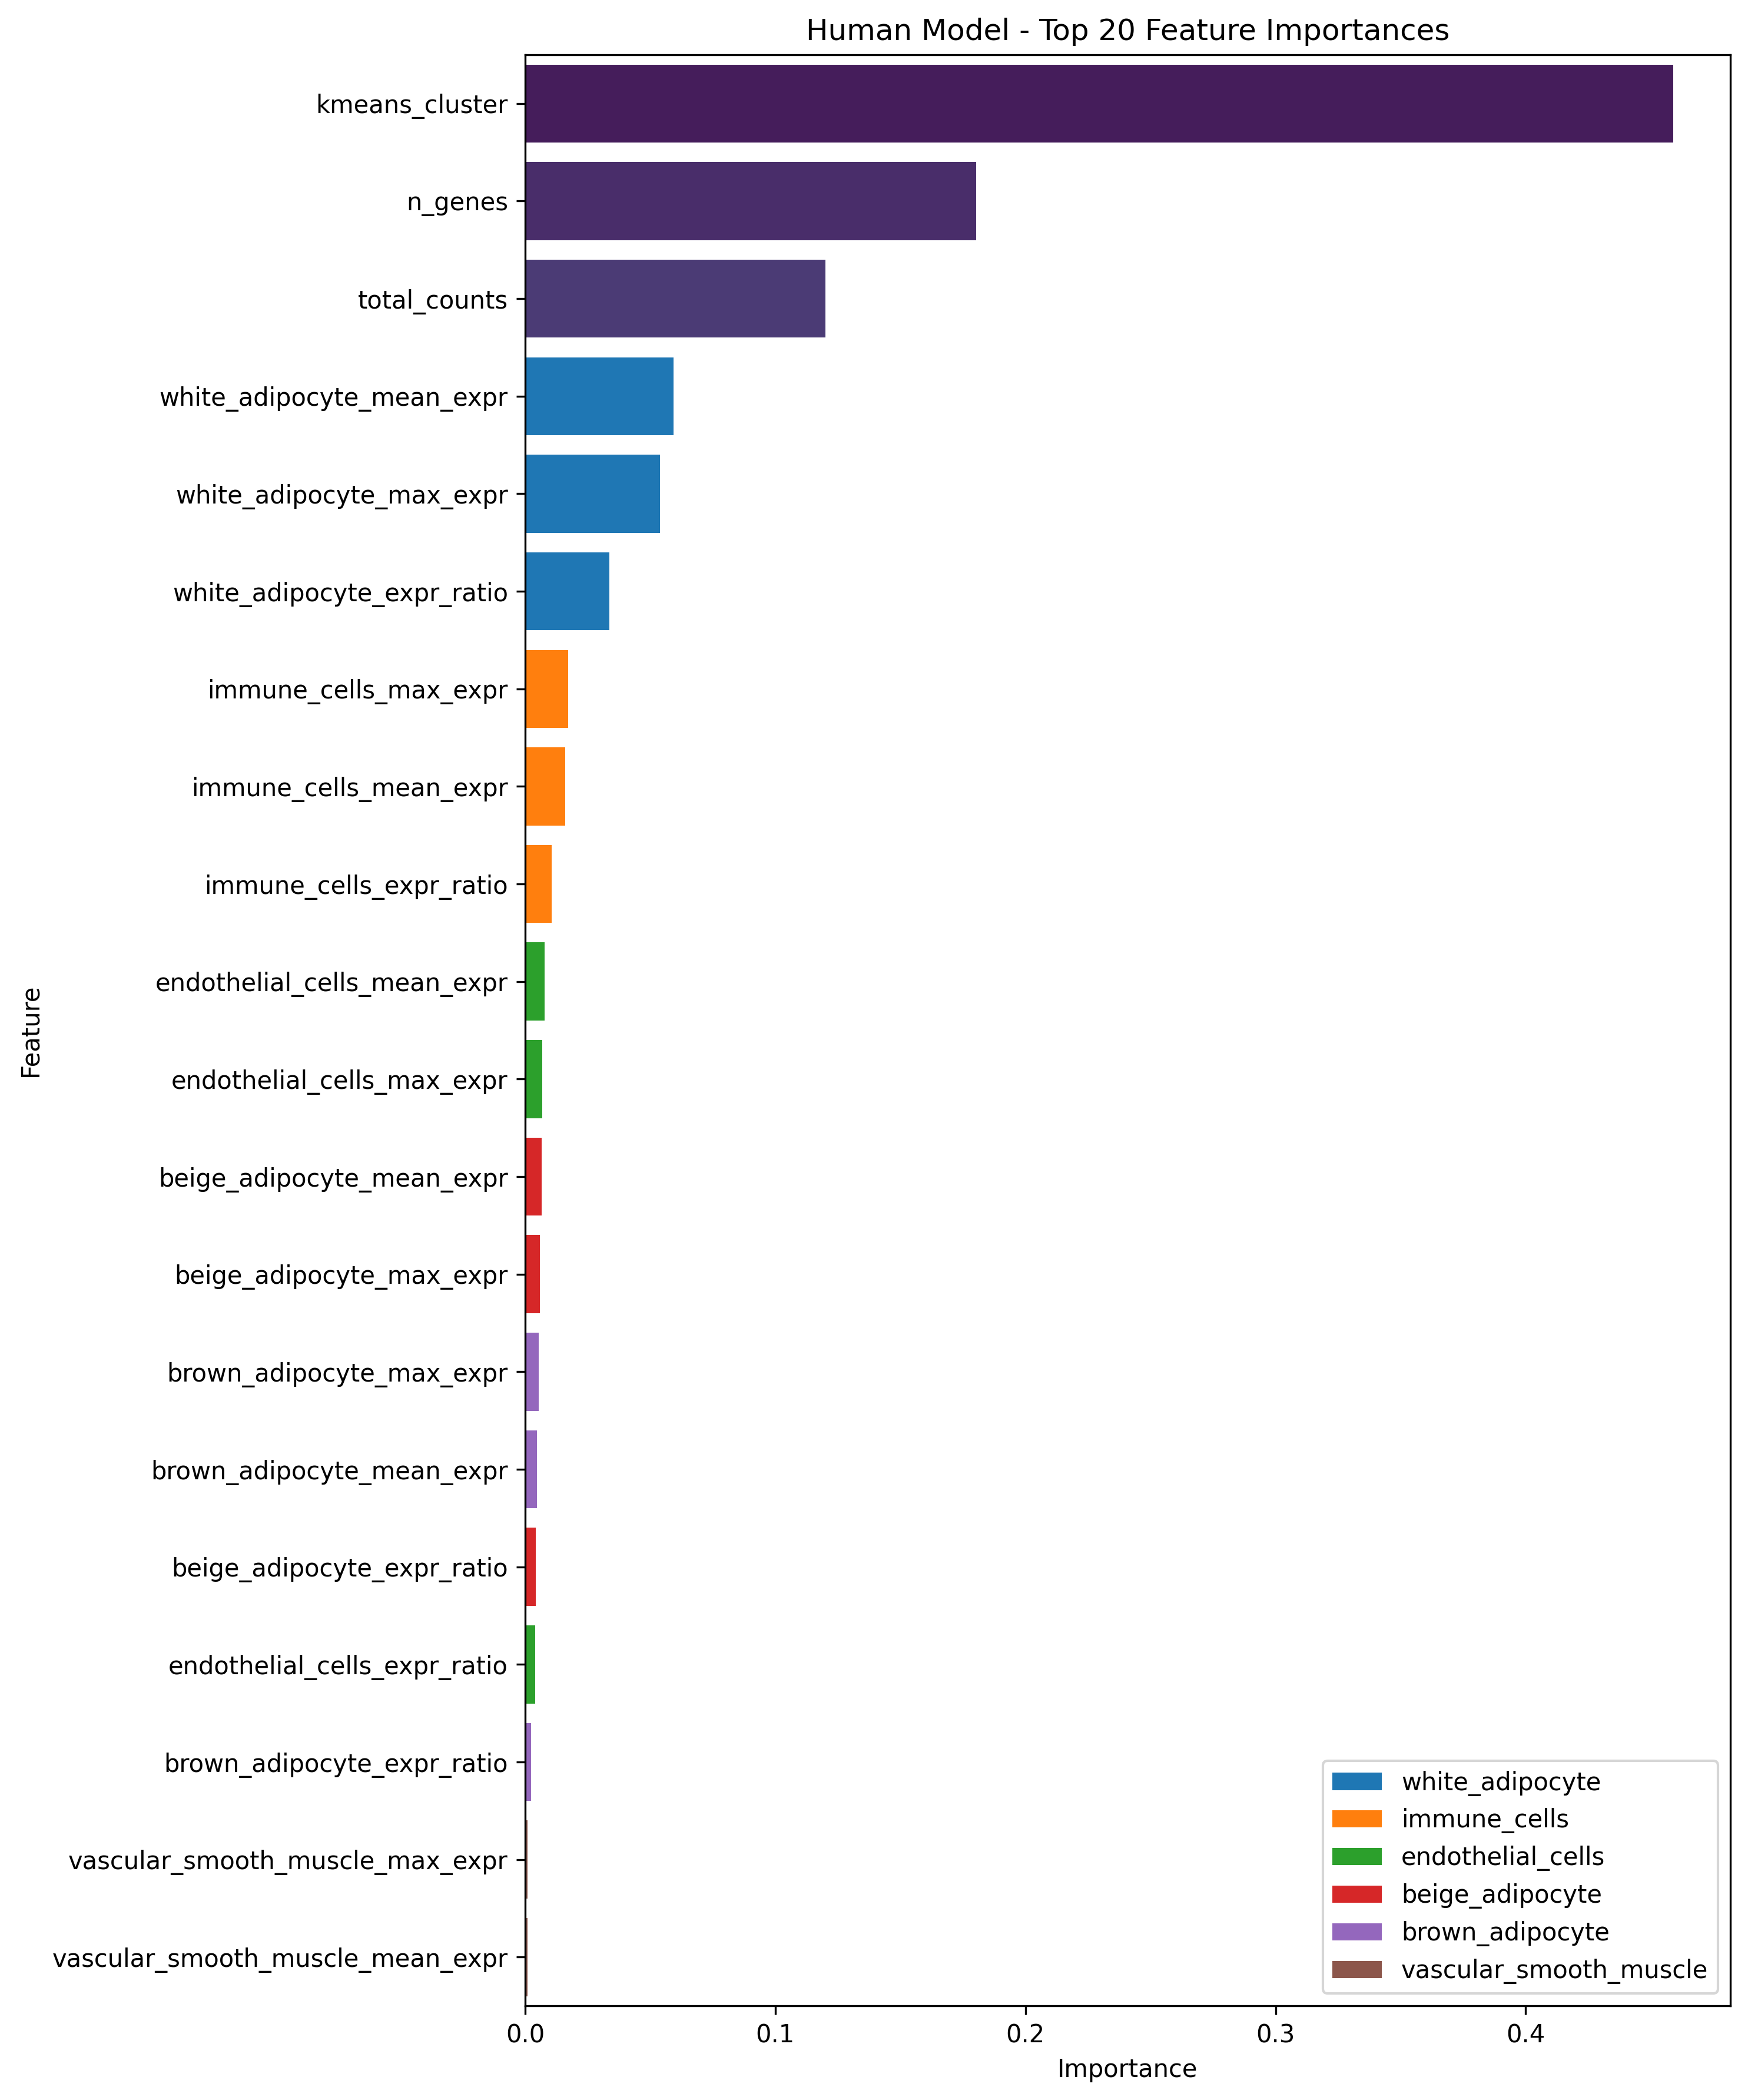 Human Model - Top 20 Feature Importances
kmeans_cluster
n_genes
total_counts
white_adipocyte_mean_expr
white_adipocyte_max_expr
white_adipocyte_expr_ratio
immune_cells_max_expr
immune_cells_mean_expr
immune_cells_expr_ratio
endothelial_cells_mean_expr
endothelial_cells_max_expr
beige_adipocyte_mean_expr
beige_adipocyte_max_expr
brown_adipocyte_max_expr
brown_adipocyte_mean_expr
beige_adipocyte_expr_ratio
endothelial_cells_expr_ratio
brown_adipocyte_expr_ratio
vascular_smooth_muscle_max_expr
vascular_smooth_muscle_mean_expr
Feature
white_adipocyte
immune_cells
endothelial_cells
beige_adipocyte
brown_adipocyte
vascular_smooth_muscle
0.0 0.1 0.2 0.3 0.4
Importance